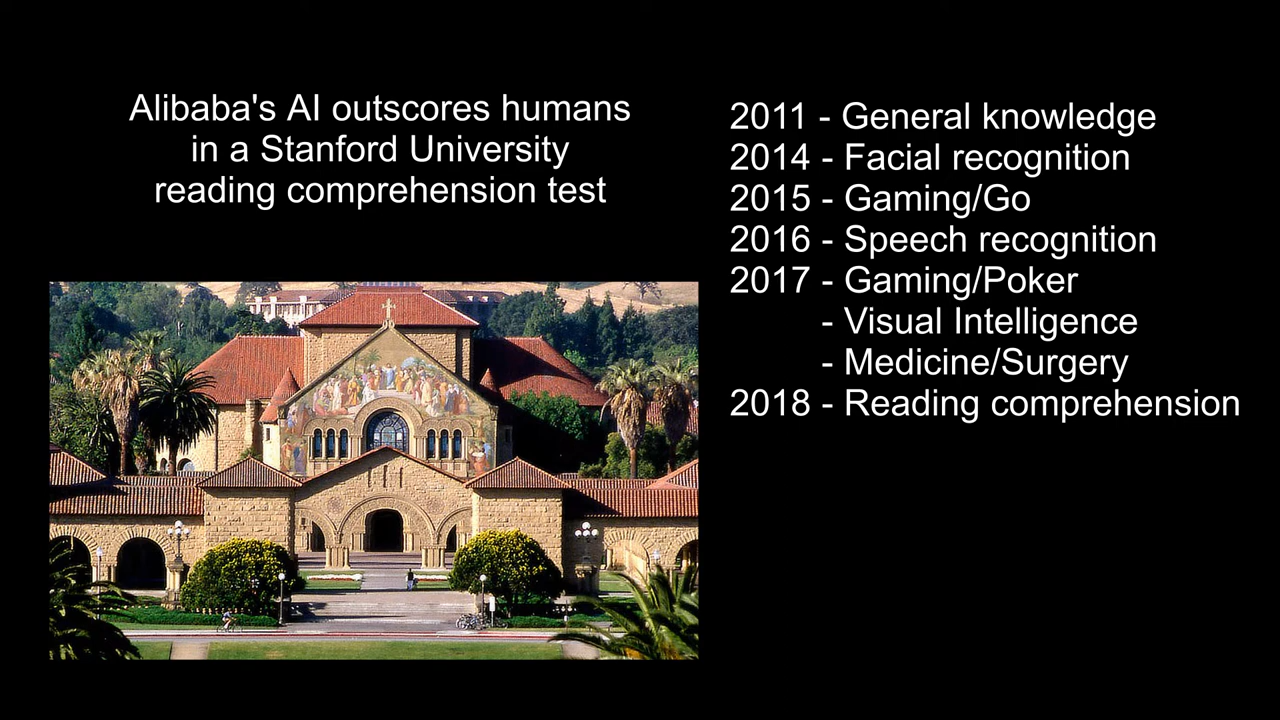 Alibaba's AI outscores humans
in a Stanford University
reading comprehension test
2011 - General knowledge
2014 - Facial recognition
2015 - Gaming/Go
2016 - Speech recognition
2017 - Gaming/Poker
- Visual Intelligence
- Medicine/Surgery
2018 - Reading comprehension